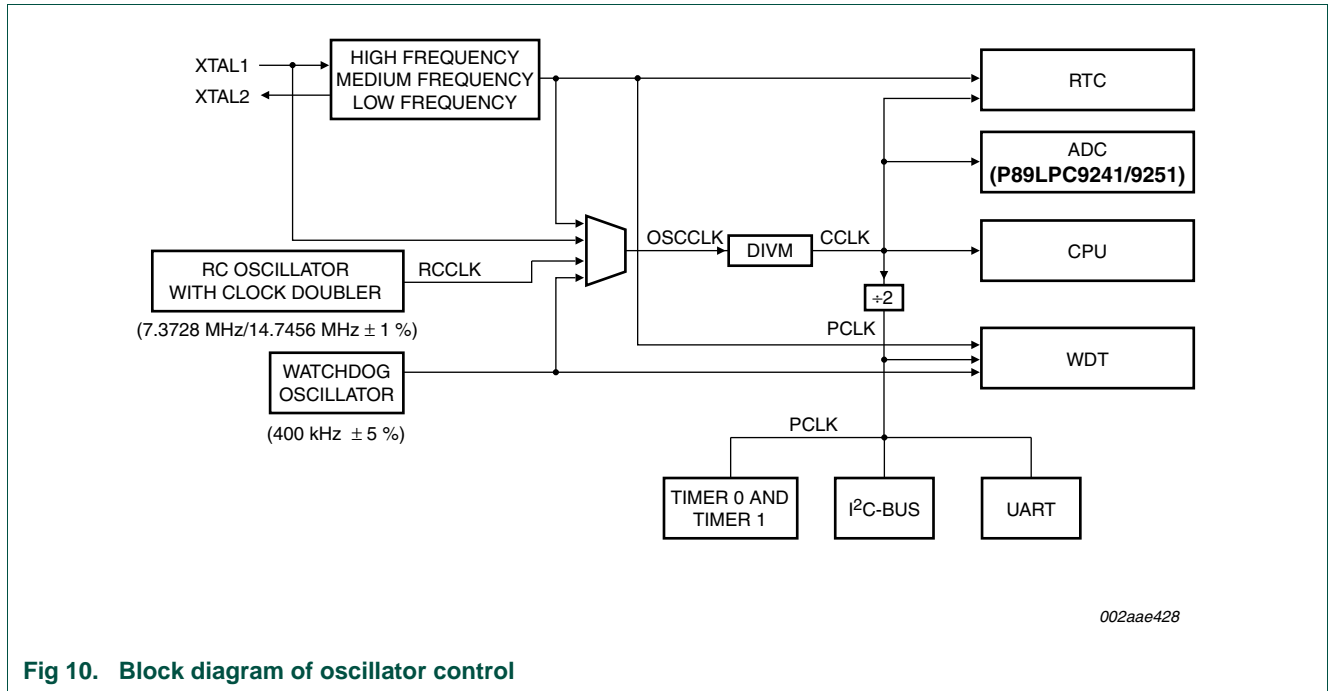 XTAL1
XTAL2
HIGH FREQUENCY
MEDIUM FREQUENCY
LOW FREQUENCY
RTC
ADC
(P89LPC9241/9251)
OSCCLK
DIVM
CCLK
CPU
RC OSCILLATOR
WITH CLOCK DOUBLER
RCCLK
(7.3728 MHz/14.7456 MHz ± 1 %)
÷2
PCLK
WDT
WATCHDOG
OSCILLATOR
(400 kHz ± 5 %)
PCLK
TIMER 0 AND
TIMER 1
I²C-BUS
UART
002aae428
Fig 10. Block diagram of oscillator control